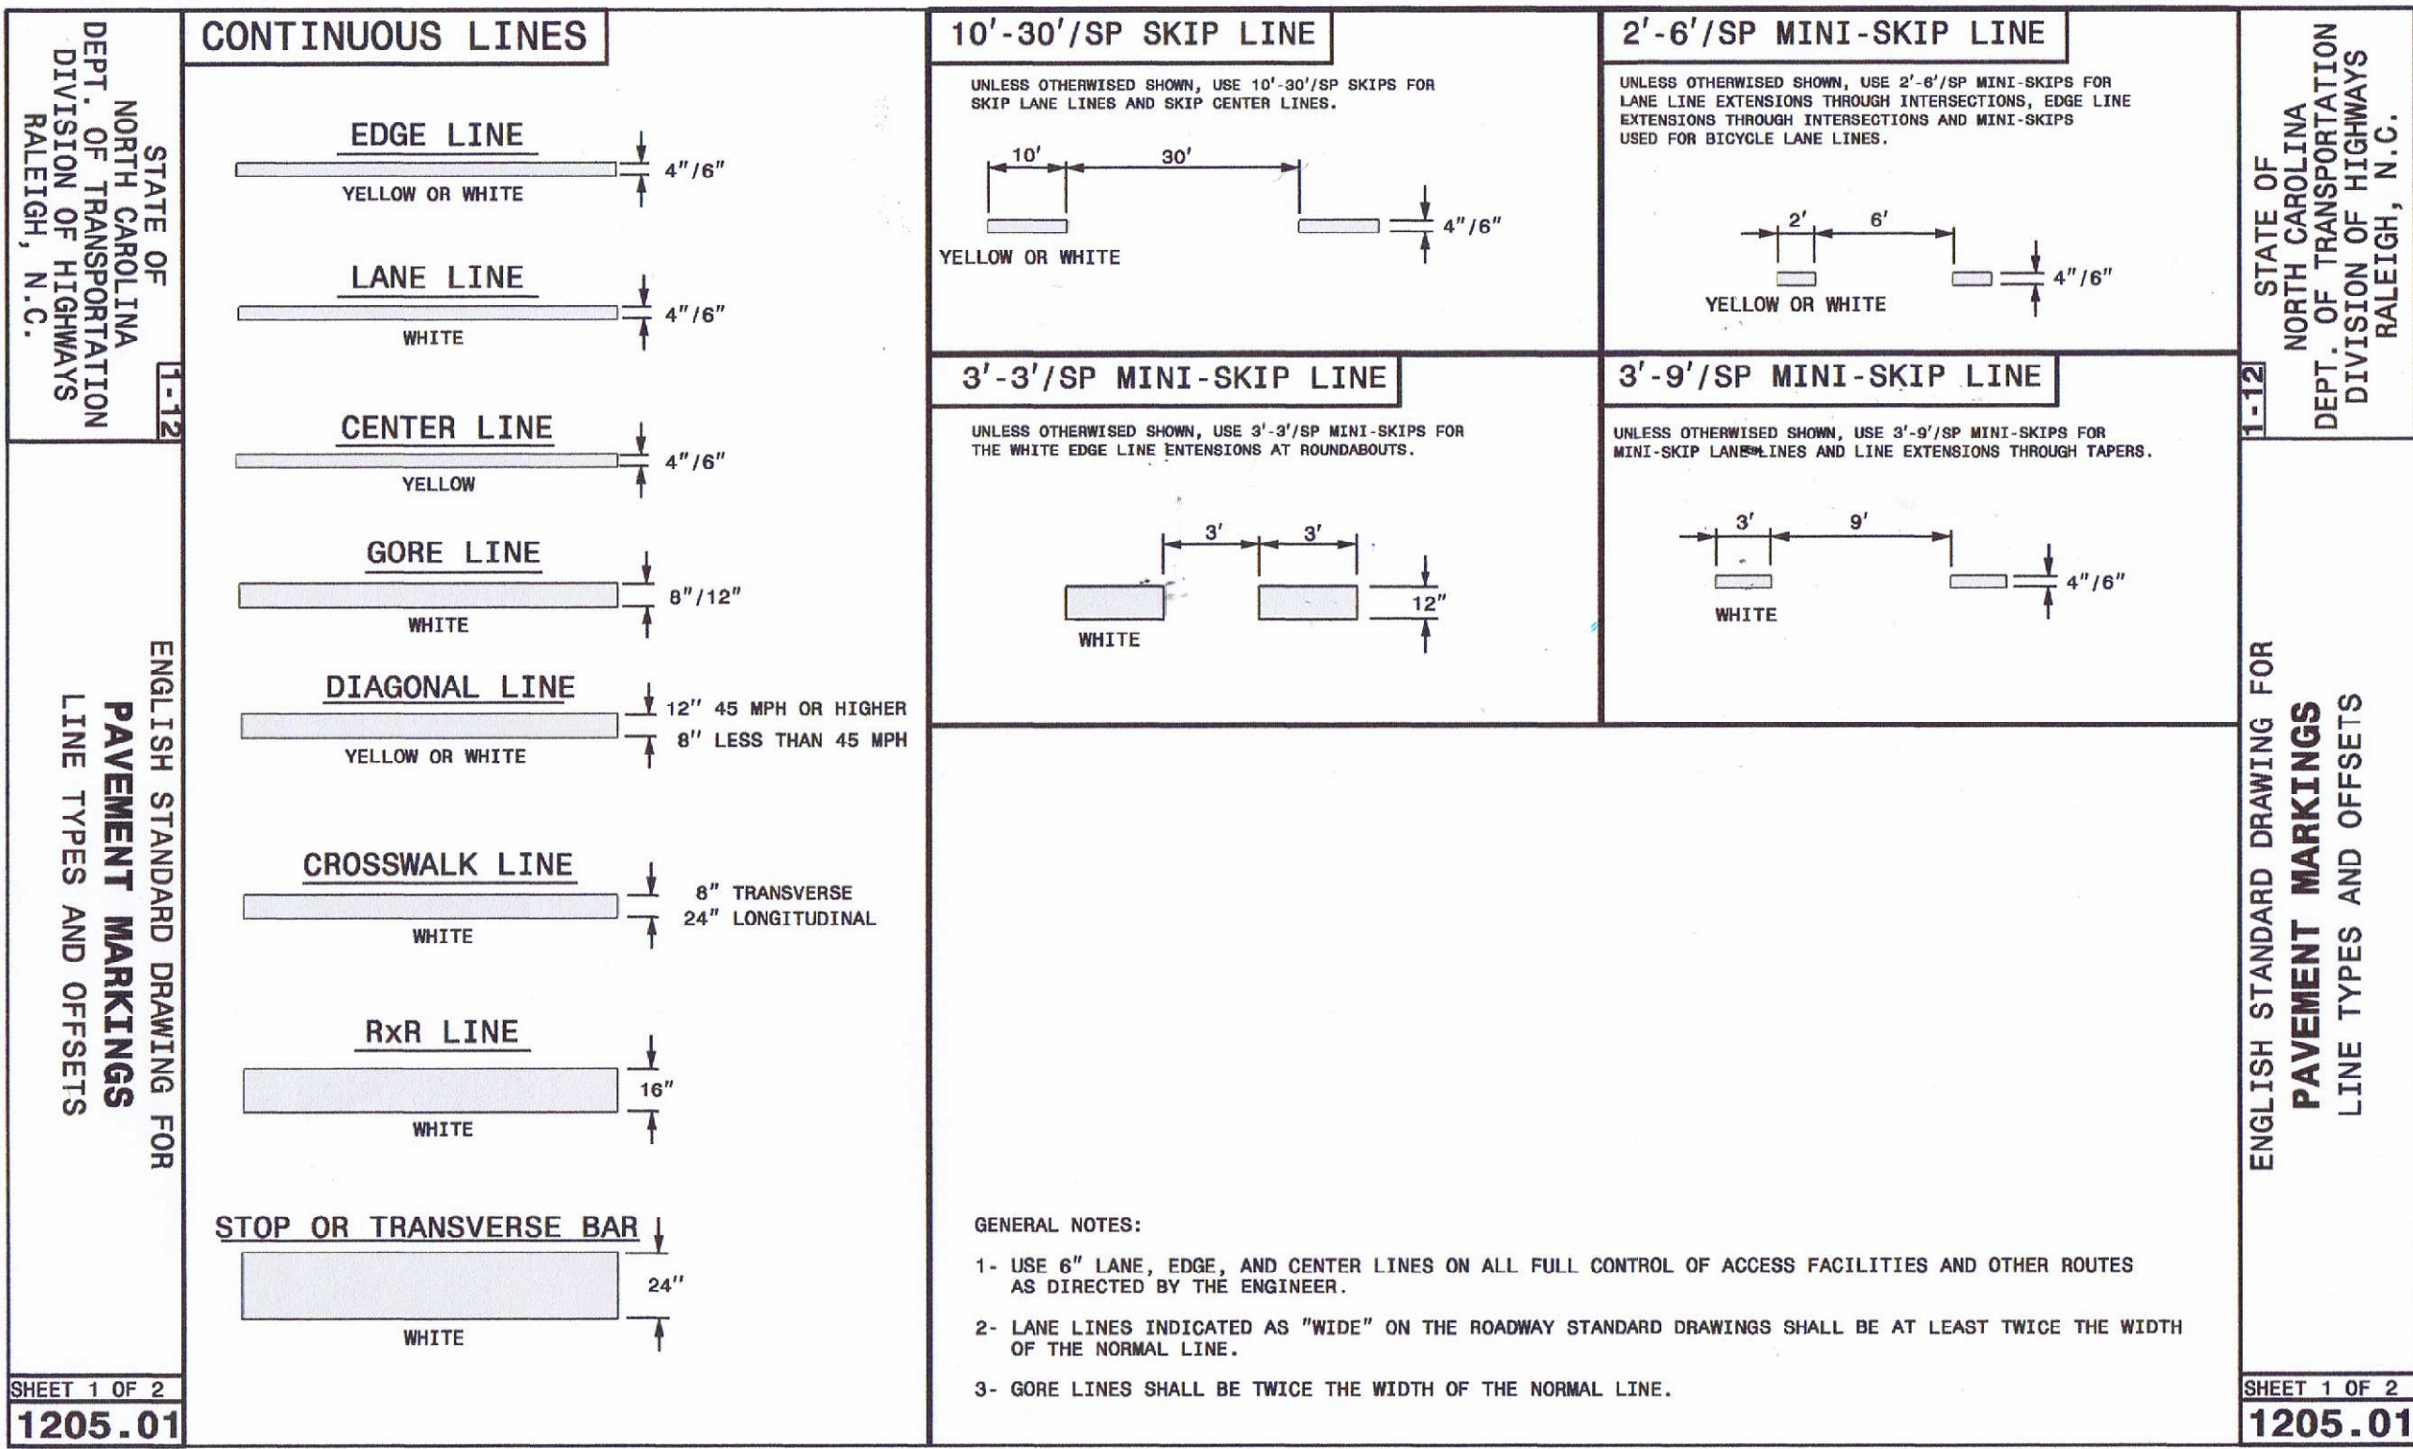 STATE OF
NORTH CAROLINA
DEPT. OF TRANSPORTATION
DIVISION OF HIGHWAYS
RALEIGH, N.C.
1-12
ENGLISH STANDARD DRAWING FOR
PAVEMENT MARKINGS
LINE TYPES AND OFFSETS
SHEET 1 OF 2
1205.01
CONTINUOUS LINES
EDGE LINE
4"/6"
YELLOW OR WHITE
LANE LINE
4"/6"
WHITE
CENTER LINE
4"/6"
YELLOW
GORE LINE
8"/12"
WHITE
DIAGONAL LINE
12" 45 MPH OR HIGHER
8" LESS THAN 45 MPH
YELLOW OR WHITE
CROSSWALK LINE
8" TRANSVERSE
24" LONGITUDINAL
WHITE
RxR LINE
16"
WHITE
STOP OR TRANSVERSE BAR
24"
WHITE
10'-30'/SP SKIP LINE
UNLESS OTHERWISED SHOWN, USE 10'-30'/SP SKIPS FOR
SKIP LANE LINES AND SKIP CENTER LINES.
10' 30'
4"/6"
YELLOW OR WHITE
2'-6'/SP MINI-SKIP LINE
UNLESS OTHERWISED SHOWN, USE 2'-6'/SP MINI-SKIPS FOR
LANE LINE EXTENSIONS THROUGH INTERSECTIONS, EDGE LINE
EXTENSIONS THROUGH INTERSECTIONS AND MINI-SKIPS
USED FOR BICYCLE LANE LINES.
2' 6'
4"/6"
YELLOW OR WHITE
3'-3'/SP MINI-SKIP LINE
UNLESS OTHERWISED SHOWN, USE 3'-3'/SP MINI-SKIPS FOR
THE WHITE EDGE LINE ENTENSIONS AT ROUNDABOUTS.
3' 3'
12"
WHITE
3'-9'/SP MINI-SKIP LINE
UNLESS OTHERWISED SHOWN, USE 3'-9'/SP MINI-SKIPS FOR
MINI-SKIP LANE LINES AND LINE EXTENSIONS THROUGH TAPERS.
3' 9'
4"/6"
WHITE
GENERAL NOTES:
1- USE 6" LANE, EDGE, AND CENTER LINES ON ALL FULL CONTROL OF ACCESS FACILITIES AND OTHER ROUTES
AS DIRECTED BY THE ENGINEER.
2- LANE LINES INDICATED AS "WIDE" ON THE ROADWAY STANDARD DRAWINGS SHALL BE AT LEAST TWICE THE WIDTH
OF THE NORMAL LINE.
3- GORE LINES SHALL BE TWICE THE WIDTH OF THE NORMAL LINE.
STATE OF
NORTH CAROLINA
DEPT. OF TRANSPORTATION
DIVISION OF HIGHWAYS
RALEIGH, N.C.
1-12
ENGLISH STANDARD DRAWING FOR
PAVEMENT MARKINGS
LINE TYPES AND OFFSETS
SHEET 1 OF 2
1205.01